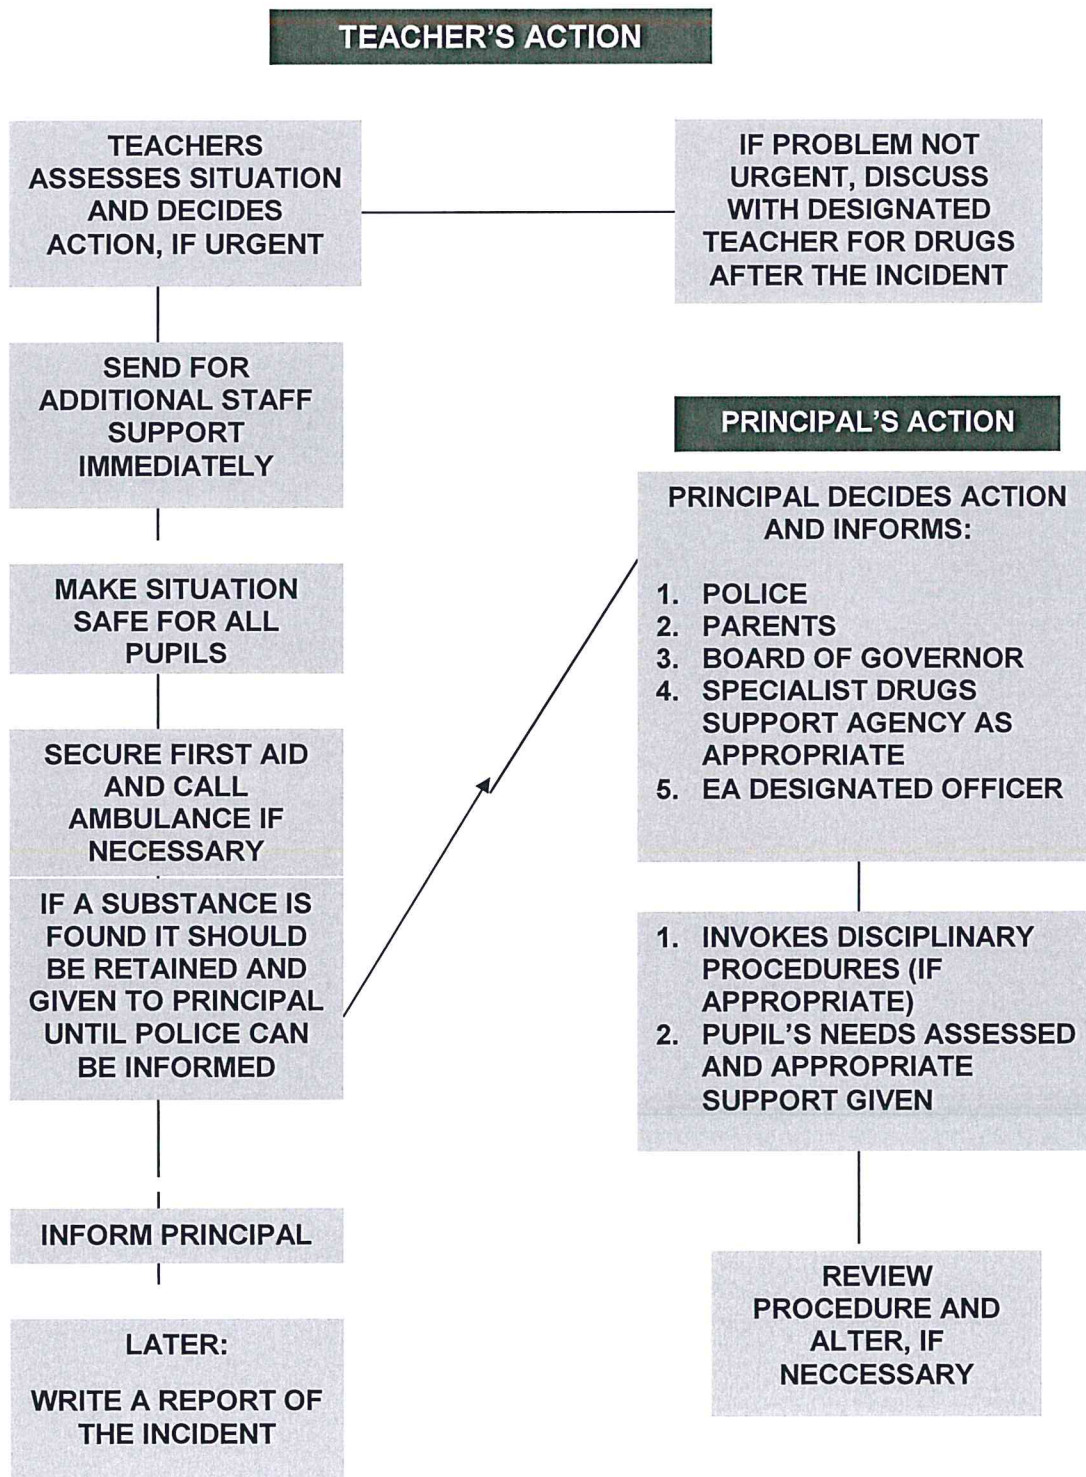 TEACHER'S ACTION
TEACHERS
ASSESSES SITUATION
AND DECIDES
ACTION, IF URGENT
IF PROBLEM NOT
URGENT, DISCUSS
WITH DESIGNATED
TEACHER FOR DRUGS
AFTER THE INCIDENT
SEND FOR
ADDITIONAL STAFF
SUPPORT
IMMEDIATELY
MAKE SITUATION
SAFE FOR ALL
PUPILS
SECURE FIRST AID
AND CALL
AMBULANCE IF
NECESSARY
IF A SUBSTANCE IS
FOUND IT SHOULD
BE RETAINED AND
GIVEN TO PRINCIPAL
UNTIL POLICE CAN
BE INFORMED
INFORM PRINCIPAL
LATER:
WRITE A REPORT OF
THE INCIDENT
PRINCIPAL'S ACTION
PRINCIPAL DECIDES ACTION
AND INFORMS:
1. POLICE
2. PARENTS
3. BOARD OF GOVERNOR
4. SPECIALIST DRUGS
SUPPORT AGENCY AS
APPROPRIATE
5. EA DESIGNATED OFFICER
1. INVOKES DISCIPLINARY
PROCEDURES (IF
APPROPRIATE)
2. PUPIL'S NEEDS ASSESSED
AND APPROPRIATE
SUPPORT GIVEN
REVIEW
PROCEDURE AND
ALTER, IF
NECCESSARY